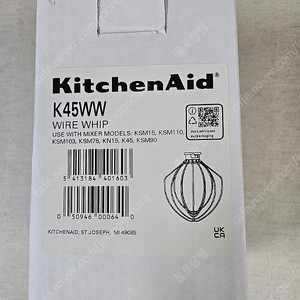 KitchenAid
K45WW
WIRE WHIP
USE WITH MIXER MODELS: KSM15, KSM110,
KSM103, KSM75, KN15, K45, KSM90
5 413184 401603
0 50946 00064 0
UK
CA
KITCHENAID, ST. JOSEPH, MI 49085